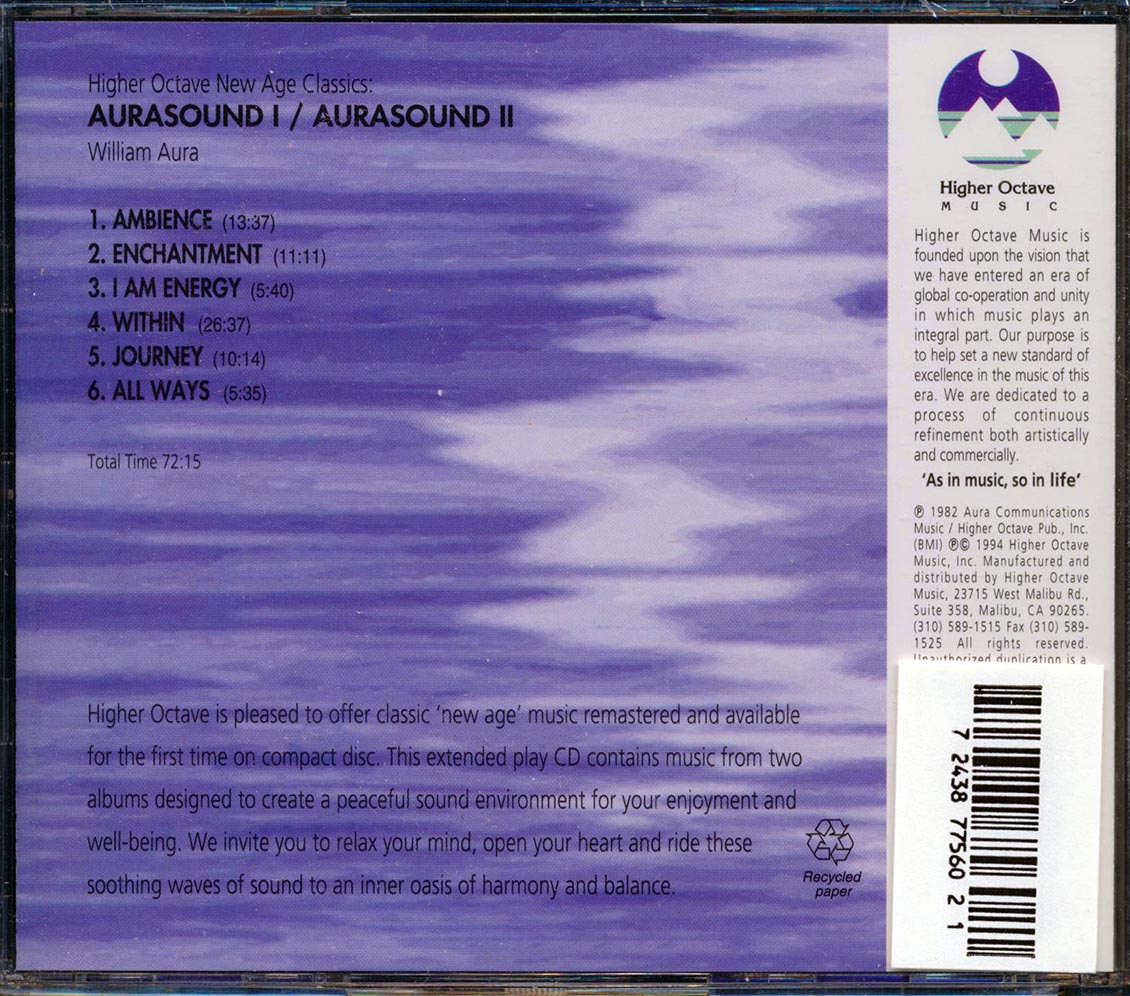 Higher Octave New Age Classics:
AURASOUND I / AURASOUND II
William Aura
1. AMBIENCE (13:37)
2. ENCHANTMENT (11:11)
3. I AM ENERGY (5:40)
4. WITHIN (26:37)
5. JOURNEY (10:14)
6. ALL WAYS (5:35)
Total Time 72:15
Higher Octave is pleased to offer classic ‘new age’ music remastered and available
for the first time on compact disc. This extended play CD contains music from two
albums designed to create a peaceful sound environment for your enjoyment and
well-being. We invite you to relax your mind, open your heart and ride these
soothing waves of sound to an inner oasis of harmony and balance.
Recycled
paper
Higher Octave
MUSIC
Higher Octave Music is
founded upon the vision that
we have entered an era of
global co-operation and unity
in which music plays an
integral part. Our purpose is
to help set a new standard of
excellence in the music of this
era. We are dedicated to a
process of continuous
refinement both artistically
and commercially.
‘As in music, so in life’
℗ 1982 Aura Communications
Music / Higher Octave Pub., Inc.
(BMI) ℗© 1994 Higher Octave
Music, Inc. Manufactured and
distributed by Higher Octave
Music, 23715 West Malibu Rd.,
Suite 358, Malibu, CA 90265.
(310) 589-1515 Fax (310) 589-
1525 All rights reserved.
Unauthorized duplication is a
7 24387 77560 2 1